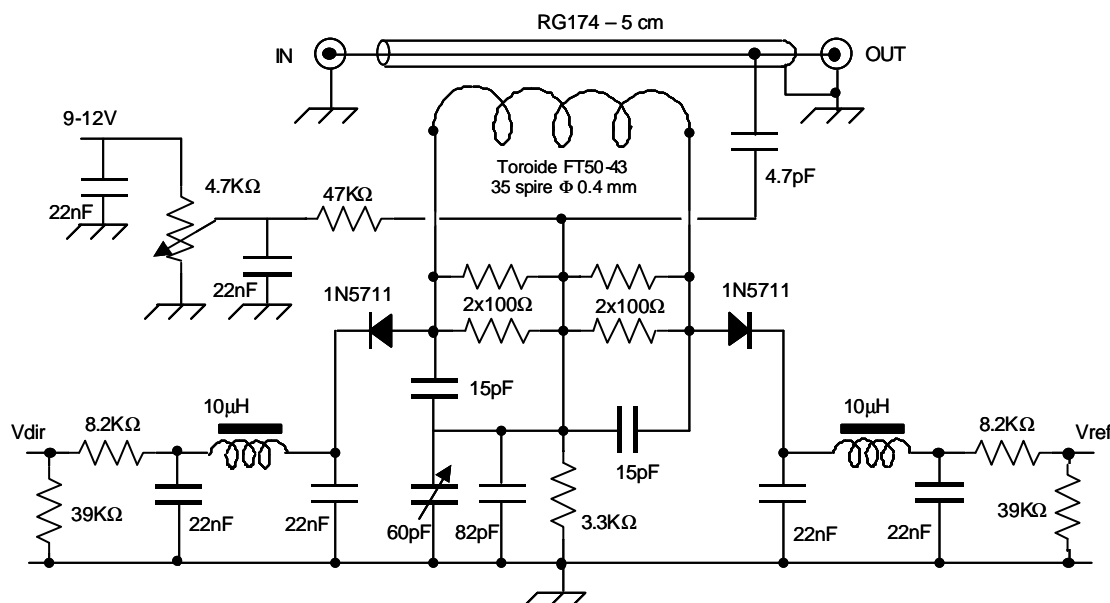 RG174 – 5 cm
IN
OUT
9-12V
Toroide FT50-43
35 spire Φ 0.4 mm
4.7pF
4.7KΩ
47KΩ
22nF
22nF
1N5711
2x100Ω
2x100Ω
1N5711
15pF
10µH
10µH
8.2KΩ
8.2KΩ
Vdir
Vref
15pF
39KΩ
22nF
22nF
60pF
82pF
3.3KΩ
22nF
22nF
39KΩ